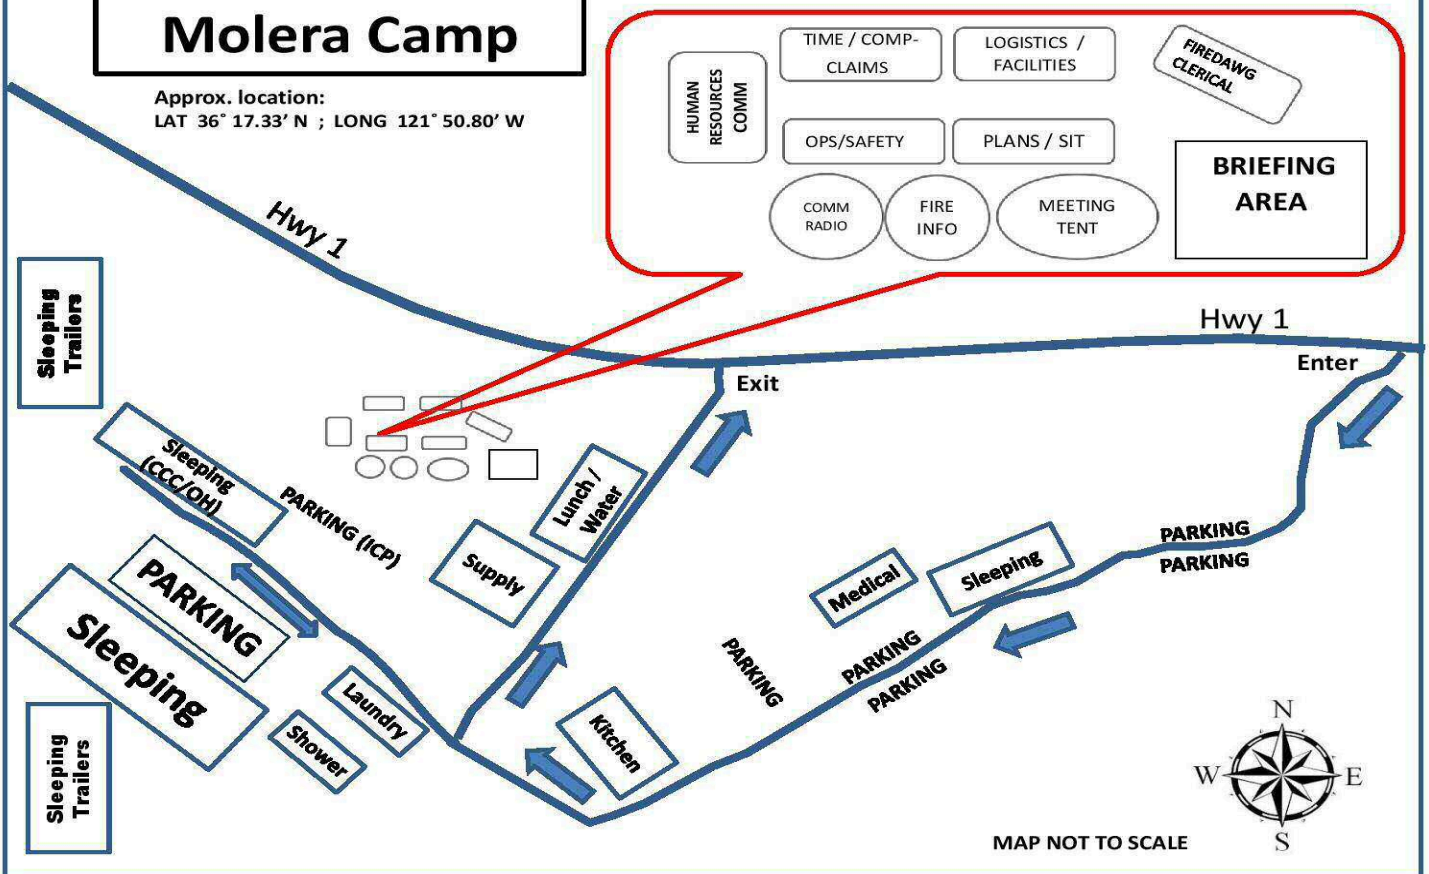 Molera Camp
Approx. location:
LAT 36° 17.33’ N ; LONG 121° 50.80’ W
HUMAN
RESOURCES
COMM
TIME / COMP-
CLAIMS
LOGISTICS /
FACILITIES
FIREDAWG
CLERICAL
OPS/SAFETY
PLANS / SIT
COMM
RADIO
FIRE
INFO
MEETING
TENT
BRIEFING
AREA
Hwy 1
Hwy 1
Enter
Exit
Sleeping
Trailers
Sleeping
(CCC/OH)
PARKING (ICP)
Lunch /
Water
Supply
PARKING
Sleeping
Medical
Sleeping
PARKING
PARKING
PARKING
PARKING
PARKING
Laundry
Shower
Kitchen
Sleeping
Trailers
N
W
E
S
MAP NOT TO SCALE